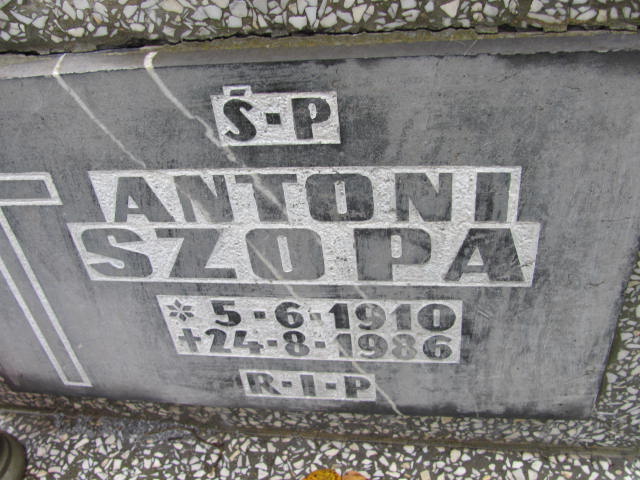 Ś-P
ANTONI
SZOPA
* 5-6-1910
+ 24-8-1986
R-I-P